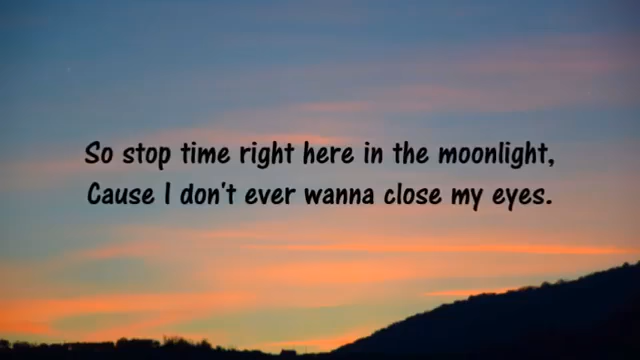 So stop time right here in the moonlight,
Cause I don't ever wanna close my eyes.